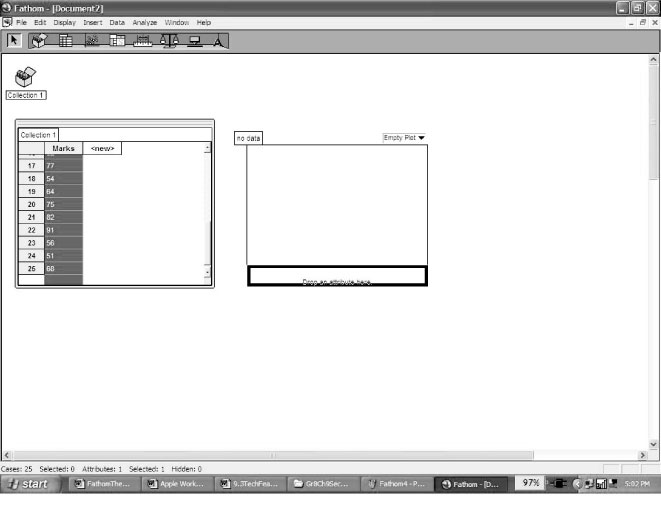 Fathom - [Document2]
File Edit Display Insert Data Analyze Window Help
Collection 1
Collection 1
Marks <new>
17 77
18 54
19 64
20 75
21 82
22 91
23 56
24 51
25 68
no data
Empty Plot
Drop an attribute here...
Cases: 25 Selected: 0 Attributes: 1 Selected: 1 Hidden: 0
start
FathomThe...
Apple Work...
9.3TechFea...
Gr8Ch9Sec...
Fathom4 - P...
Fathom - [D...
97%
5:02 PM